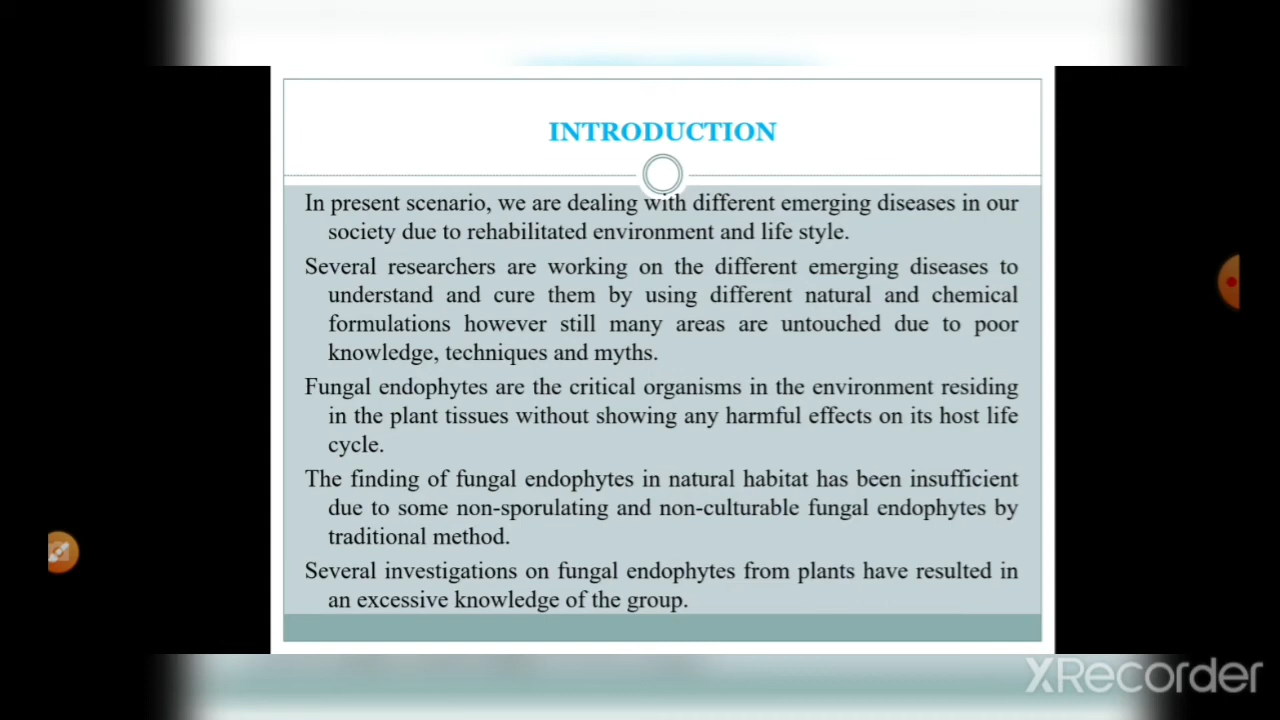 INTRODUCTION
In present scenario, we are dealing with different emerging diseases in our
society due to rehabilitated environment and life style.
Several researchers are working on the different emerging diseases to
understand and cure them by using different natural and chemical
formulations however still many areas are untouched due to poor
knowledge, techniques and myths.
Fungal endophytes are the critical organisms in the environment residing
in the plant tissues without showing any harmful effects on its host life
cycle.
The finding of fungal endophytes in natural habitat has been insufficient
due to some non-sporulating and non-culturable fungal endophytes by
traditional method.
Several investigations on fungal endophytes from plants have resulted in
an excessive knowledge of the group.
XRecorder